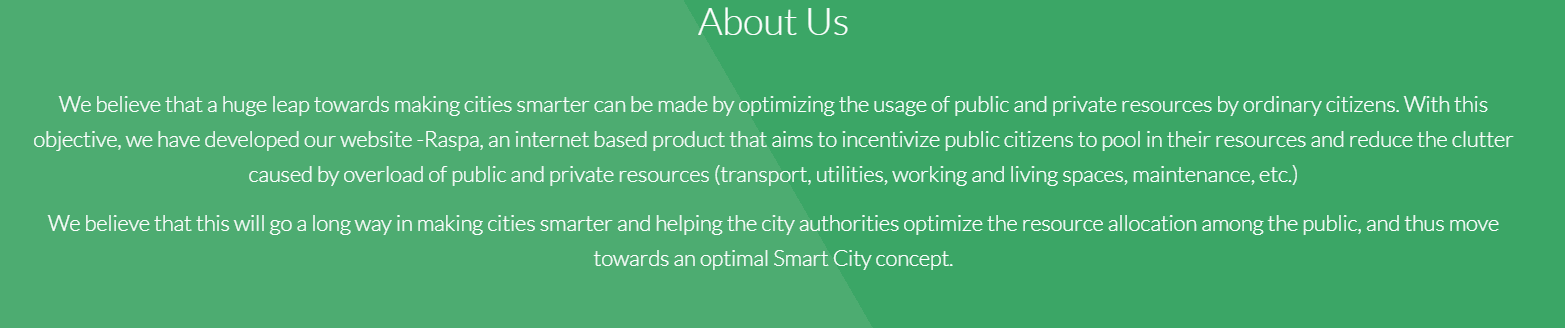 About Us
We believe that a huge leap towards making cities smarter can be made by optimizing the usage of public and private resources by ordinary citizens. With this
objective, we have developed our website -Raspa, an internet based product that aims to incentivize public citizens to pool in their resources and reduce the clutter
caused by overload of public and private resources (transport, utilities, working and living spaces, maintenance, etc.)
We believe that this will go a long way in making cities smarter and helping the city authorities optimize the resource allocation among the public, and thus move
towards an optimal Smart City concept.